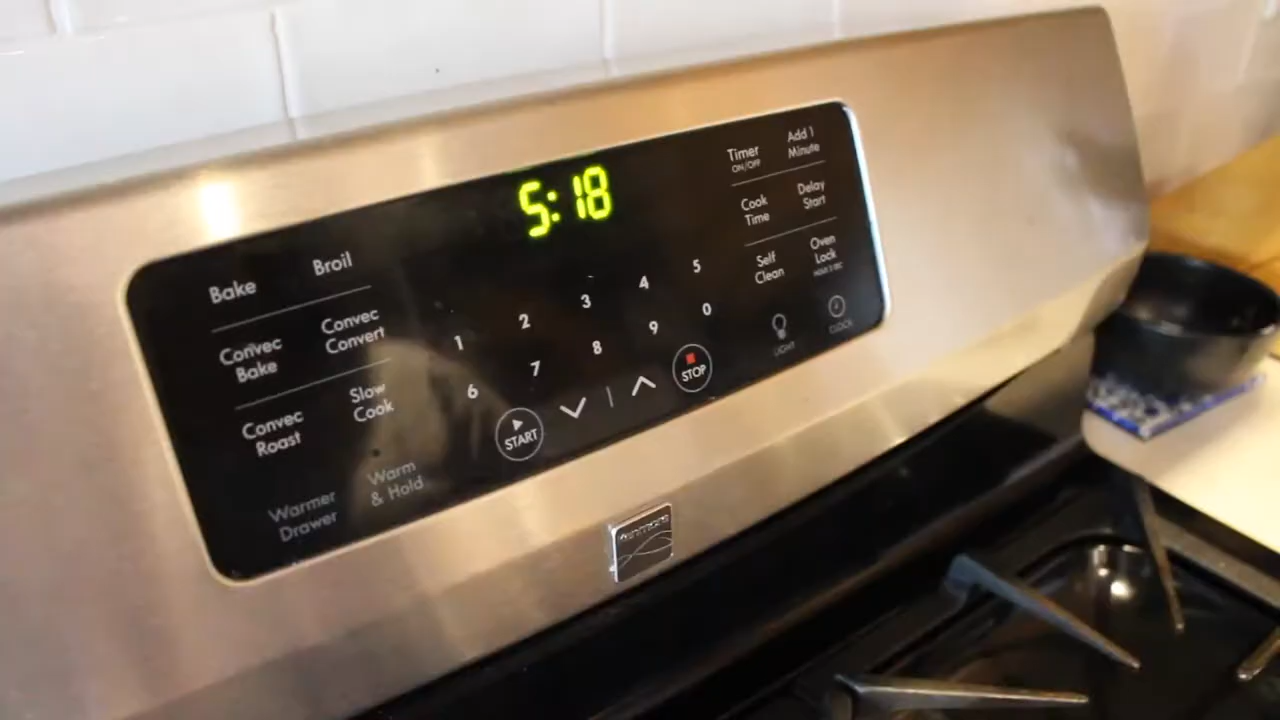 5:18
Timer
ON/OFF
Add 1
Minute
Cook
Time
Delay
Start
Self
Clean
Oven
Lock
LIGHT
CLOCK
Bake
Broil
Convec
Bake
Convec
Convert
Convec
Roast
Slow
Cook
Warmer
Drawer
Warm
& Hold
1 2 3 4 5
6 7 8 9 0
START
STOP